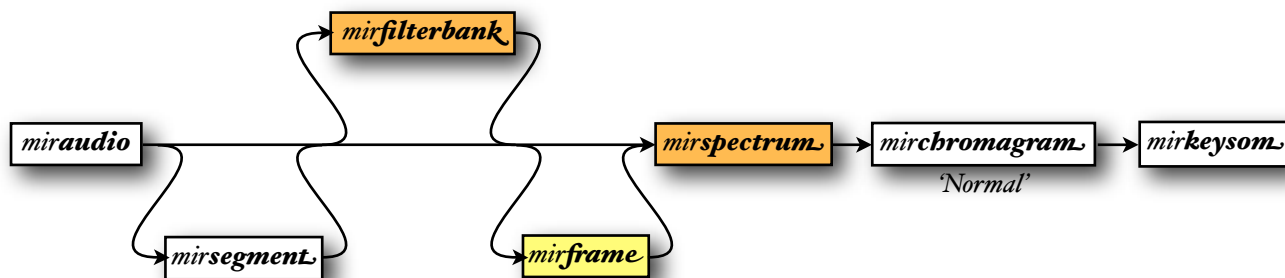 mirfilterbank
miraudio
mirspectrum
mirchromagram
mirkeysom
‘Normal’
mirsegment
mirframe